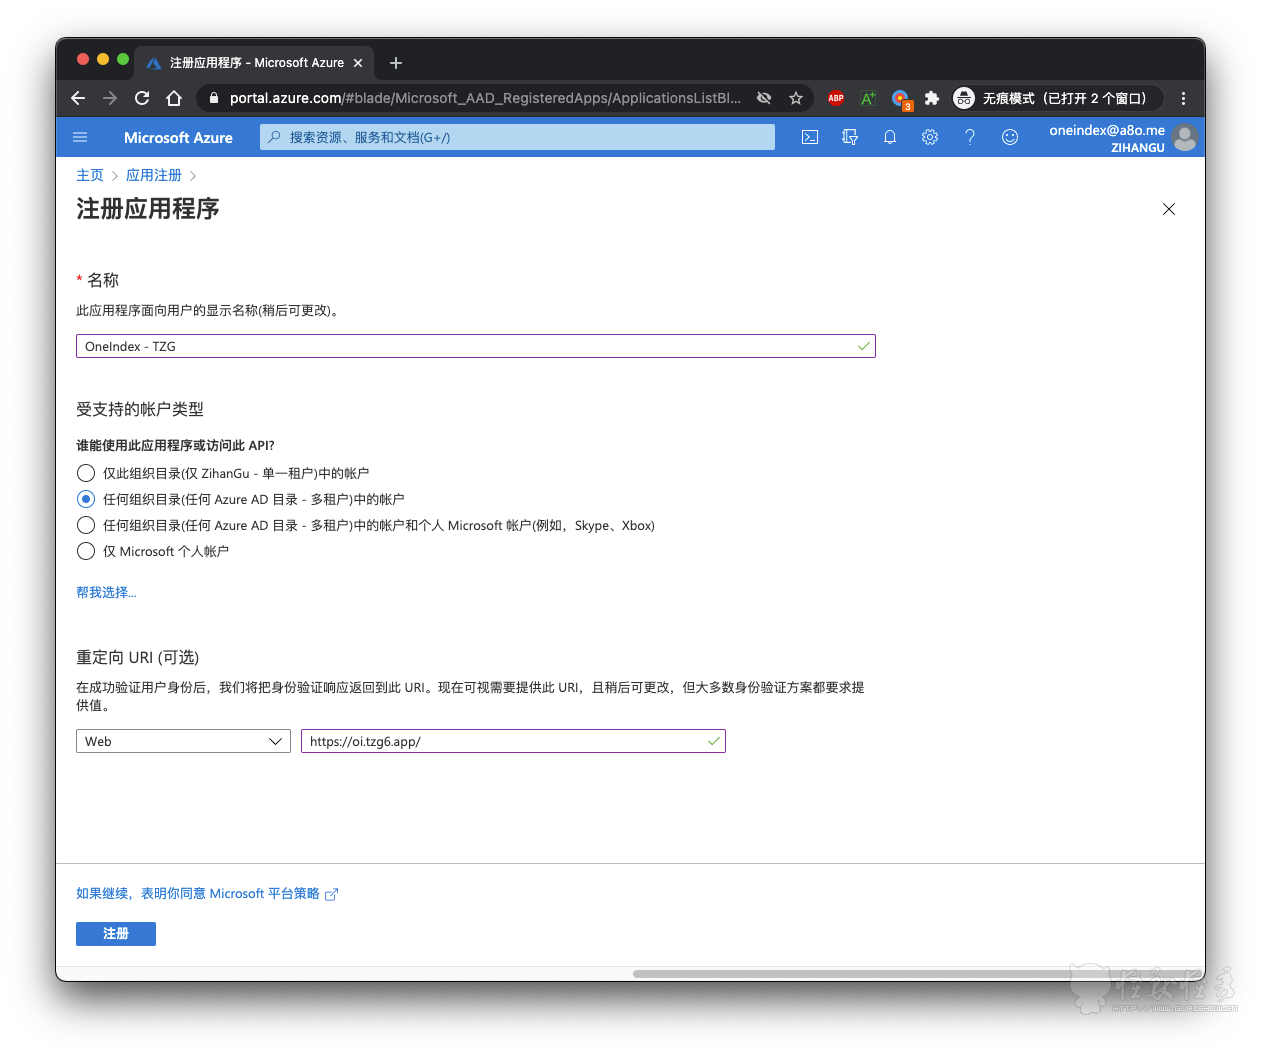 注册应用程序 - Microsoft Azure
portal.azure.com/#blade/Microsoft_AAD_RegisteredApps/ApplicationsListBl...
ABP
A+
3
无痕模式（已打开 2 个窗口）
Microsoft Azure
搜索资源、服务和文档(G+/)
oneindex@a8o.me
ZIHANGU
主页 > 应用注册 >
注册应用程序
* 名称
此应用程序面向用户的显示名称(稍后可更改)。
OneIndex - TZG
受支持的帐户类型
谁能使用此应用程序或访问此 API?
仅此组织目录(仅 ZihanGu - 单一租户)中的帐户
任何组织目录(任何 Azure AD 目录 - 多租户)中的帐户
任何组织目录(任何 Azure AD 目录 - 多租户)中的帐户和个人 Microsoft 帐户(例如，Skype、Xbox)
仅 Microsoft 个人帐户
帮我选择...
重定向 URI (可选)
在成功验证用户身份后，我们将把身份验证响应返回到此 URI。现在可视需要提供此 URI，且稍后可更改，但大多数身份验证方案都要求提
供值。
Web
https://oi.tzg6.app/
如果继续，表明你同意 Microsoft 平台策略
注册
怪兽怪秀
HTTP://WWW.GUAISHOW.CN